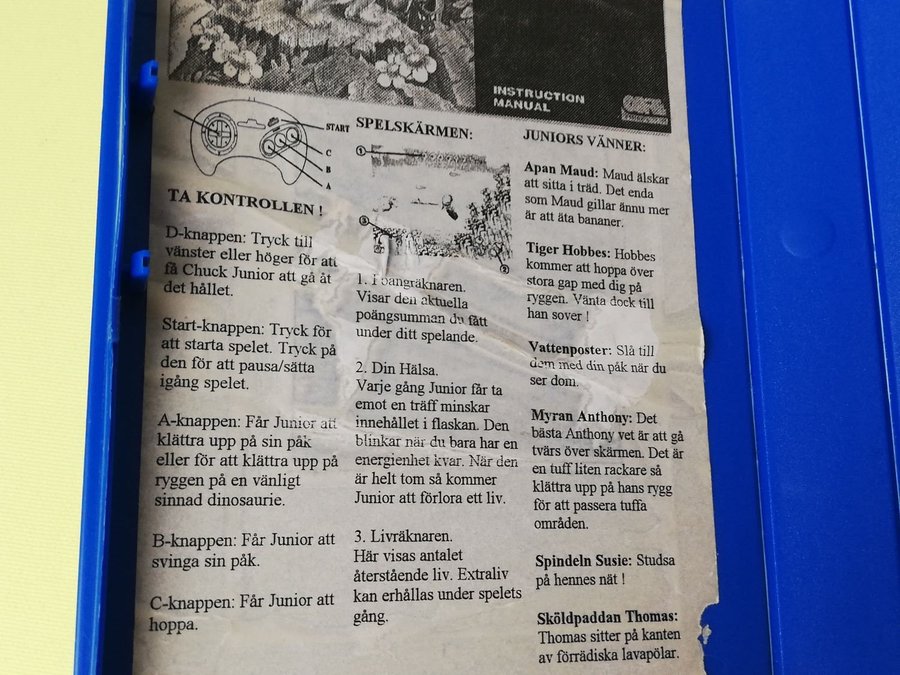 INSTRUCTION
MANUAL
START
C
B
A
TA KONTROLLEN !
D-knappen: Tryck till
vänster eller höger för att
få Chuck Junior att gå åt
det hållet.
Start-knappen: Tryck för
att starta spelet. Tryck på
den för att pausa/sätta
igång spelet.
A-knappen: Får Junior att
klättra upp på sin påk
eller för att klättra upp på
ryggen på en vänligt
sinnad dinosaurie.
B-knappen: Får Junior att
svinga sin påk.
C-knappen: Får Junior att
hoppa.
SPELSKÄRMEN:
1
3
2
1. Poängräknaren.
Visar den aktuella
poängsumman du fått
under ditt spelande.
2. Din Hälsa.
Varje gång Junior får ta
emot en träff minskar
innehållet i flaskan. Den
blinkar när du bara har en
energienhet kvar. När den
är helt tom så kommer
Junior att förlora ett liv.
3. Livräknaren.
Här visas antalet
återstående liv. Extraliv
kan erhållas under spelets
gång.
JUNIORS VÄNNER:
Apan Maud: Maud älskar
att sitta i träd. Det enda
som Maud gillar ännu mer
är att äta bananer.
Tiger Hobbes: Hobbes
kommer att hoppa över
stora gap med dig på
ryggen. Vänta dock till
han sover !
Vattenposter: Slå till
dem med din påk när du
ser dom.
Myran Anthony: Det
bästa Anthony vet är att gå
tvärs över skärmen. Det är
en tuff liten rackare så
klättra upp på hans rygg
för att passera tuffa
områden.
Spindeln Susie: Studsa
på hennes nät !
Sköldpaddan Thomas:
Thomas sitter på kanten
av förrädiska lavapölar.